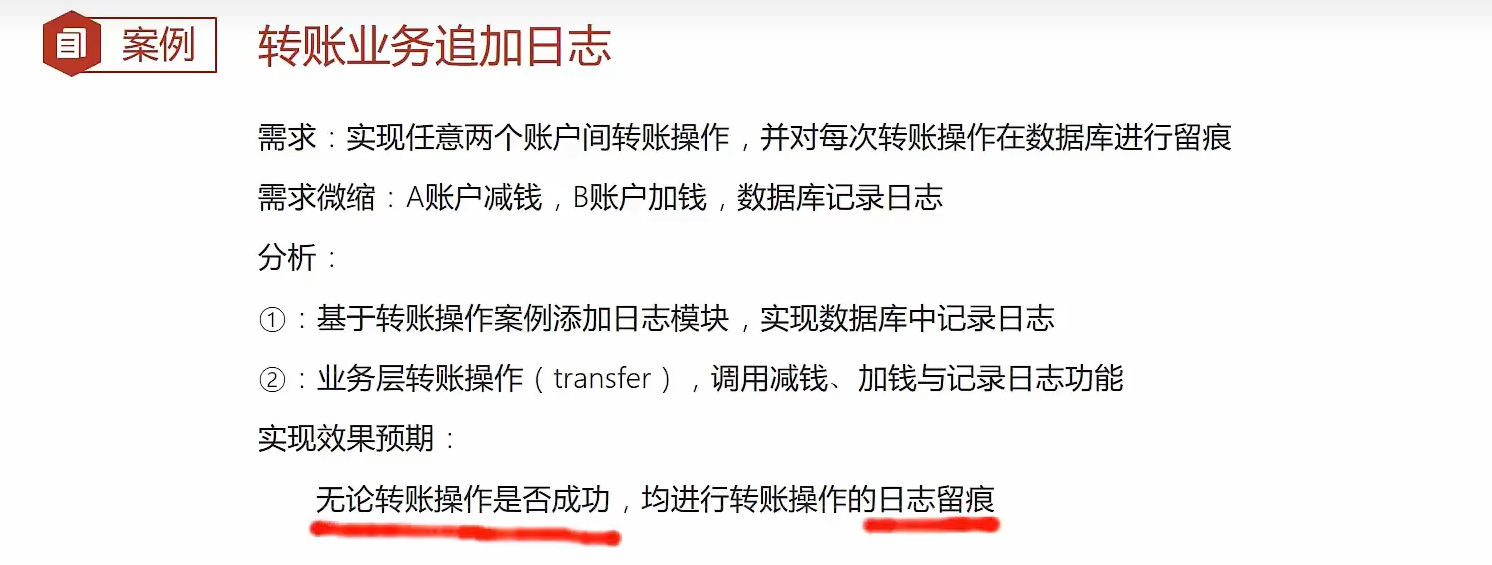 案例
转账业务追加日志
需求：实现任意两个账户间转账操作，并对每次转账操作在数据库进行留痕
需求微缩：A账户减钱，B账户加钱，数据库记录日志
分析：
①：基于转账操作案例添加日志模块，实现数据库中记录日志
②：业务层转账操作（transfer），调用减钱、加钱与记录日志功能
实现效果预期：
无论转账操作是否成功，均进行转账操作的日志留痕